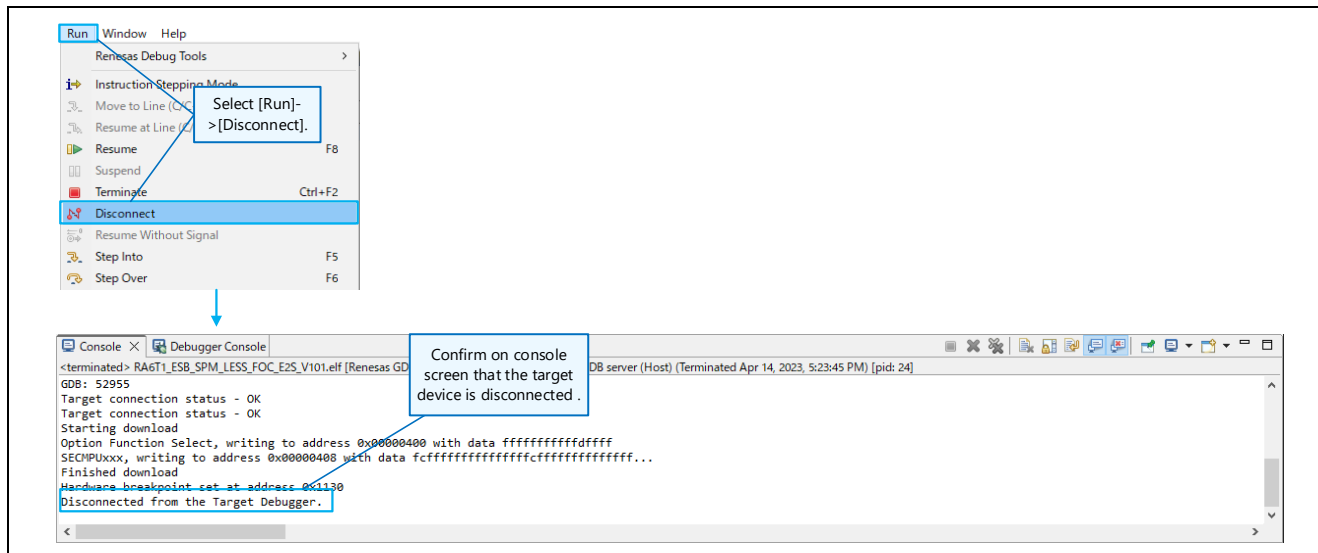 Run Window Help
Renesas Debug Tools >
Instruction Stepping Mode
Move to Line (C/C
Select [Run]-
>[Disconnect].
Resume at Line (C/
Resume F8
Suspend
Terminate Ctrl+F2
Disconnect
Resume Without Signal
Step Into F5
Step Over F6
Console Debugger Console
Confirm on console
screen that the target
device is disconnected .
<terminated> RA6T1_ESB_SPM_LESS_FOC_E2S_V101.elf [Renesas GD DB server (Host) (Terminated Apr 14, 2023, 5:23:45 PM) [pid: 24]
GDB: 52955
Target connection status - OK
Target connection status - OK
Starting download
Option Function Select, writing to address 0x00000400 with data fffffffffffdffff
SECMPUxxx, writing to address 0x00000408 with data fcfffffffffffffffcffffffffffffff...
Finished download
Hardware breakpoint set at address 0x1130
Disconnected from the Target Debugger.